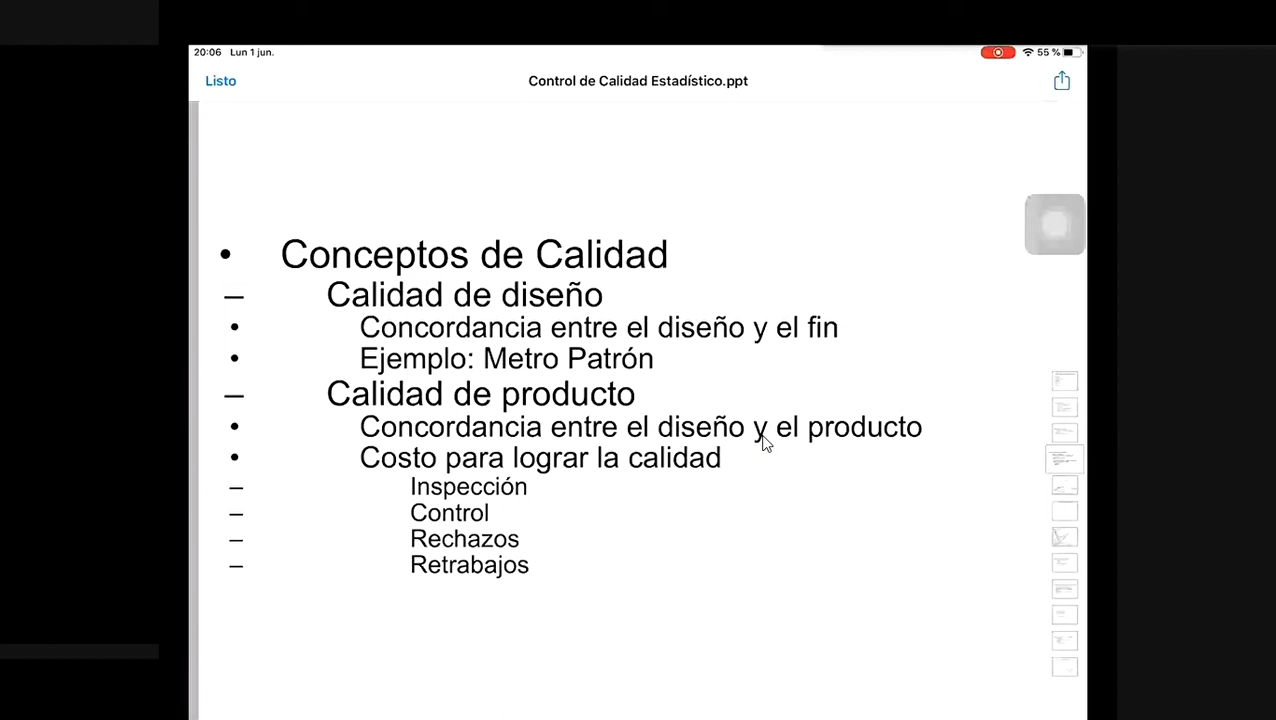 20:06 Lun 1 jun. 55 %
Listo Control de Calidad Estadístico.ppt
• Conceptos de Calidad
– Calidad de diseño
• Concordancia entre el diseño y el fin
• Ejemplo: Metro Patrón
– Calidad de producto
• Concordancia entre el diseño y el producto
• Costo para lograr la calidad
– Inspección
– Control
– Rechazos
– Retrabajos